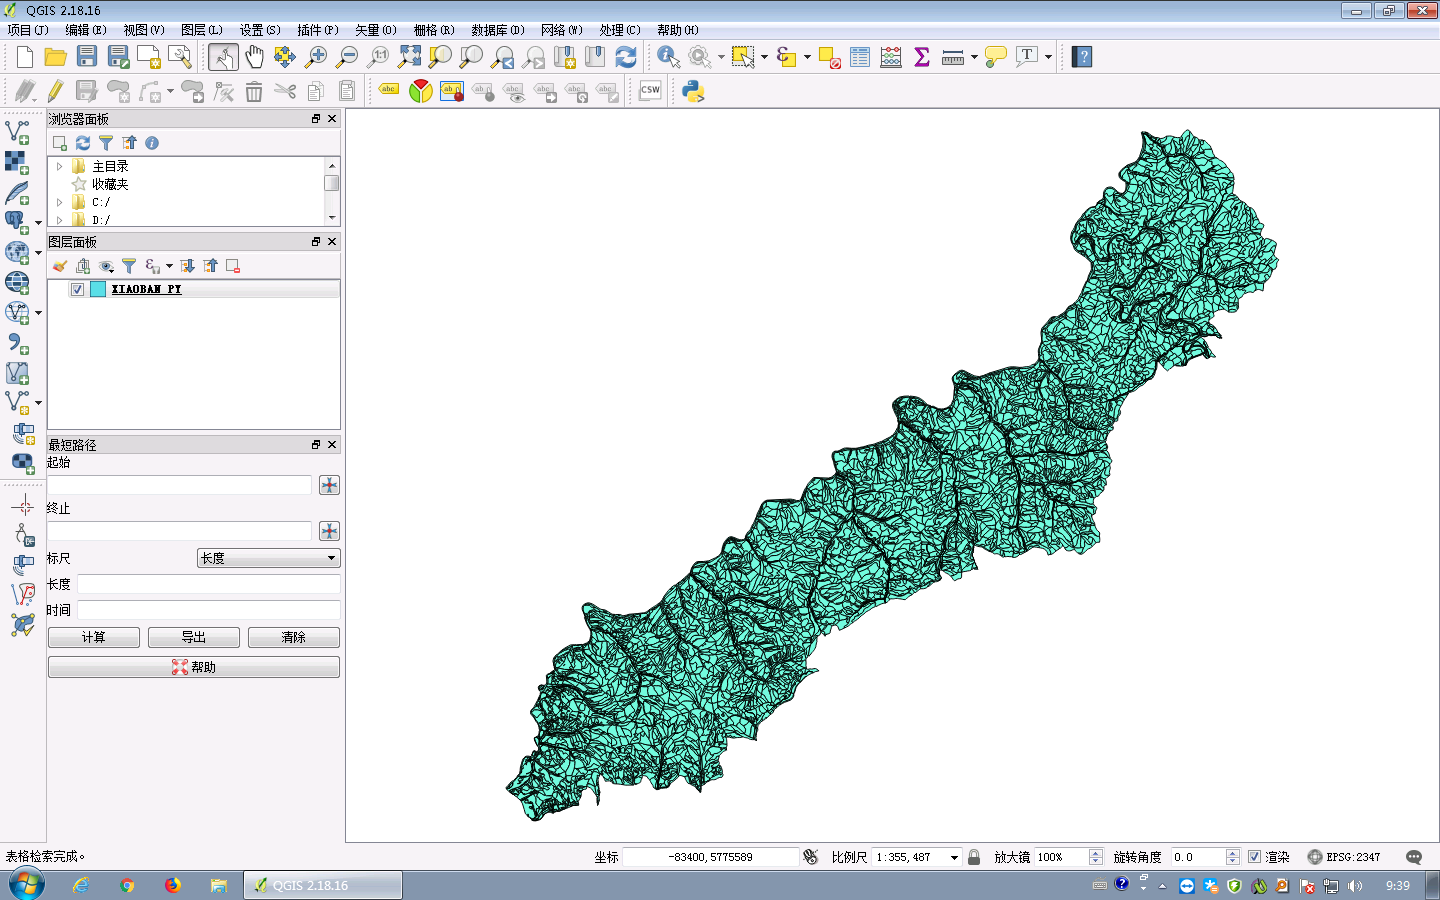 QGIS 2.18.16
项目(J) 编辑(E) 视图(V) 图层(L) 设置(S) 插件(P) 矢量(O) 栅格(R) 数据库(D) 网络(W) 处理(C) 帮助(H)
1:1
T
?
abc
CSW
浏览器面板
主目录
收藏夹
C:/
D:/
图层面板
XIAOBAN PY
最短路径
起始
终止
标尺 长度
长度
时间
计算 导出 清除
帮助
表格检索完成。 坐标 -83400,5775589 比例尺 1:355,487 放大镜 100% 旋转角度 0.0 渲染 EPSG:2347
QGIS 2.18.16 9:39